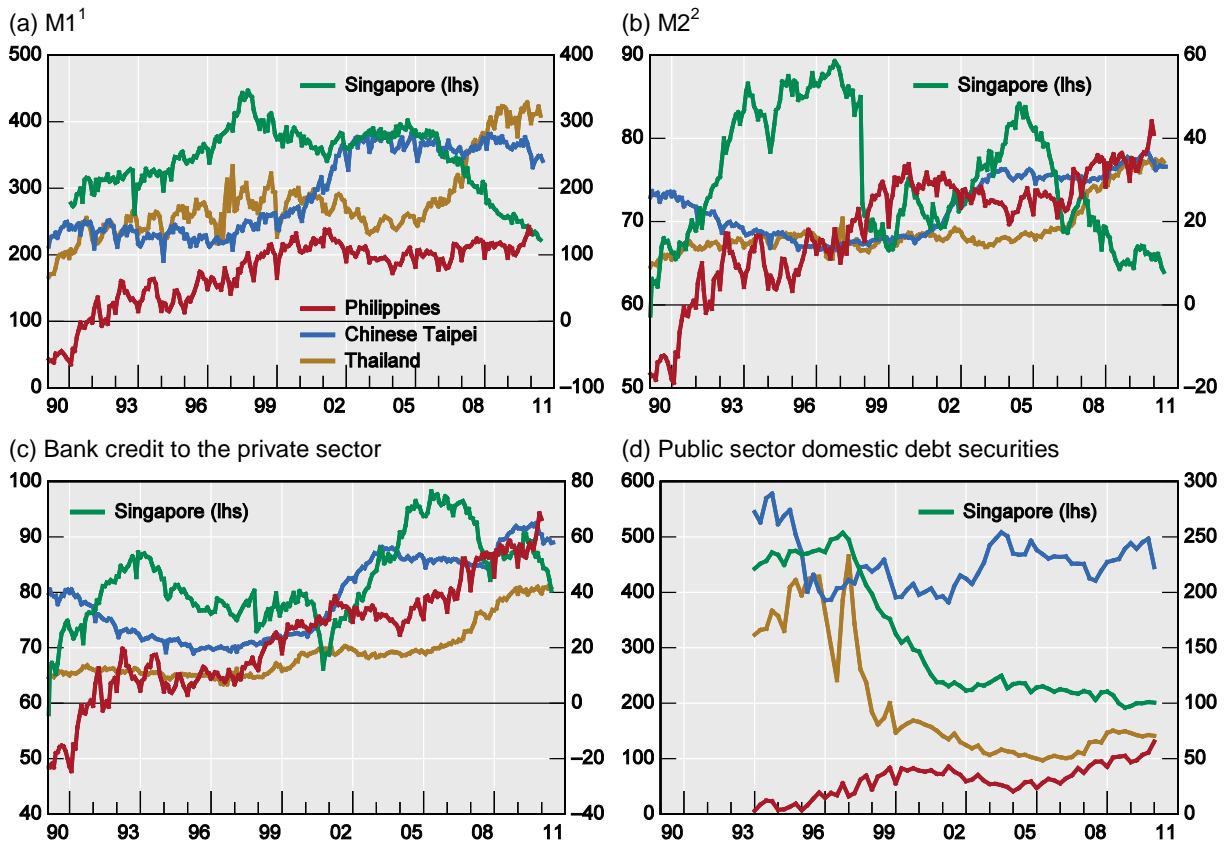 (a) M1¹
500 400
Singapore (lhs)
400 300
300 200
200 100
Philippines
100 0
Chinese Taipei
Thailand
0 –100
90 93 96 99 02 05 08 11
(b) M2²
90 60
Singapore (lhs)
80 40
70 20
60 0
50 –20
90 93 96 99 02 05 08 11
(c) Bank credit to the private sector
100 80
Singapore (lhs)
90 60
80 40
70 20
60 0
50 –20
40 –40
90 93 96 99 02 05 08 11
(d) Public sector domestic debt securities
600 300
Singapore (lhs)
500 250
400 200
300 150
200 100
100 50
0 0
90 93 96 99 02 05 08 11